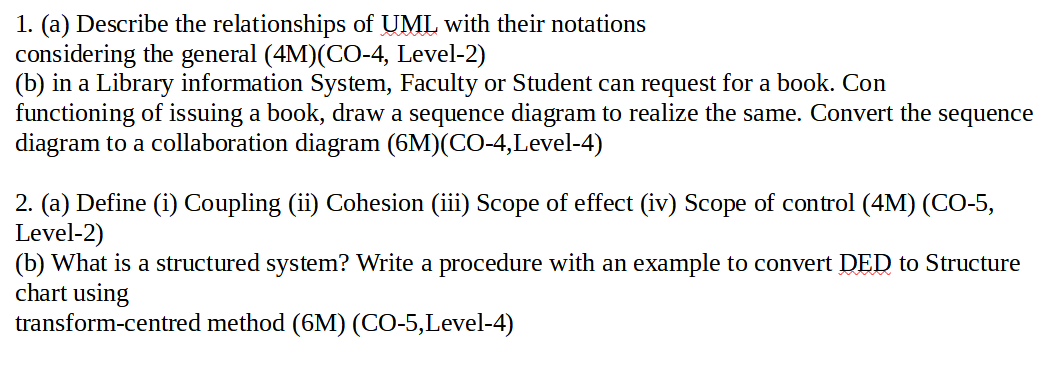 1. (a) Describe the relationships of UML with their notations
considering the general (4M)(CO-4, Level-2)
(b) in a Library information System, Faculty or Student can request for a book. Con
functioning of issuing a book, draw a sequence diagram to realize the same. Convert the sequence
diagram to a collaboration diagram (6M)(CO-4,Level-4)
2. (a) Define (i) Coupling (ii) Cohesion (iii) Scope of effect (iv) Scope of control (4M) (CO-5,
Level-2)
(b) What is a structured system? Write a procedure with an example to convert DED to Structure
chart using
transform-centred method (6M) (CO-5,Level-4)